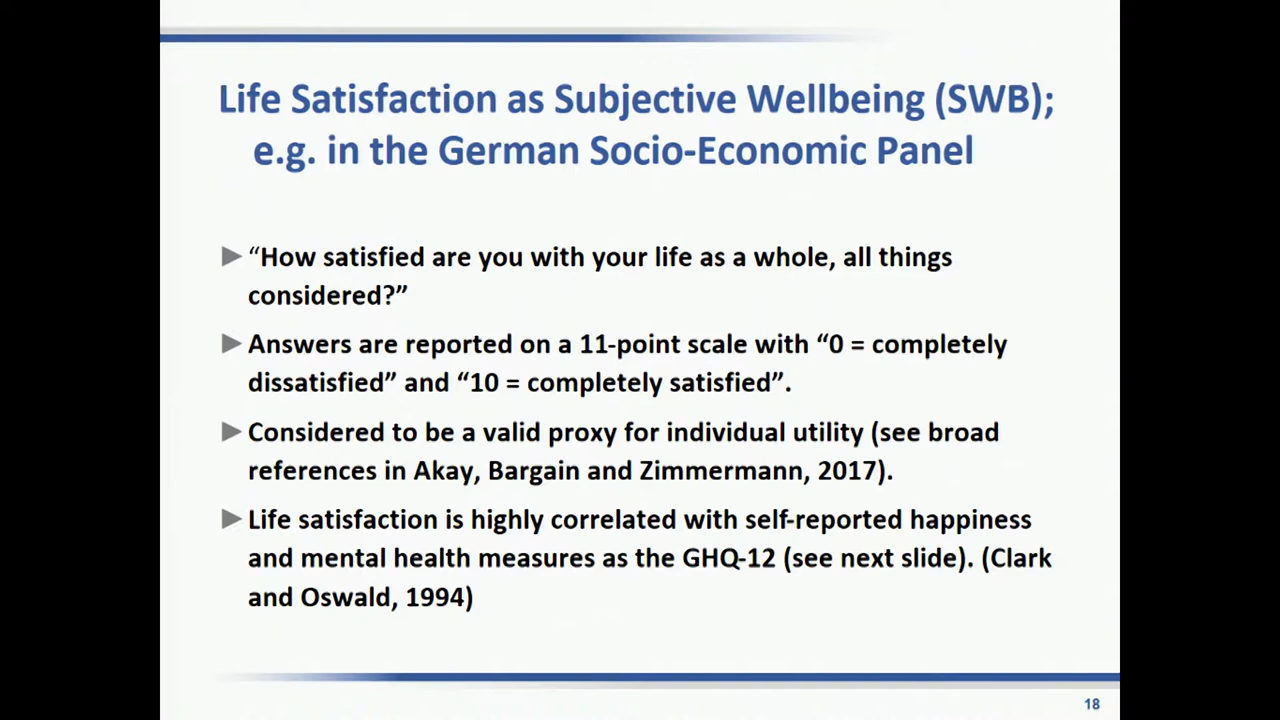 Life Satisfaction as Subjective Wellbeing (SWB);
e.g. in the German Socio-Economic Panel
▶“How satisfied are you with your life as a whole, all things
considered?”
▶Answers are reported on a 11-point scale with “0 = completely
dissatisfied” and “10 = completely satisfied”.
▶Considered to be a valid proxy for individual utility (see broad
references in Akay, Bargain and Zimmermann, 2017).
▶Life satisfaction is highly correlated with self-reported happiness
and mental health measures as the GHQ-12 (see next slide). (Clark
and Oswald, 1994)
18